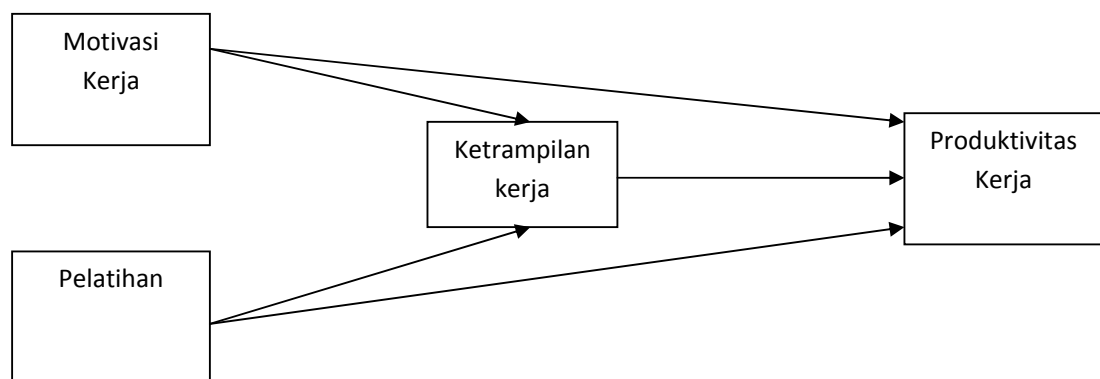 Motivasi
Kerja
Ketrampilan
kerja
Produktivitas
Kerja
Pelatihan